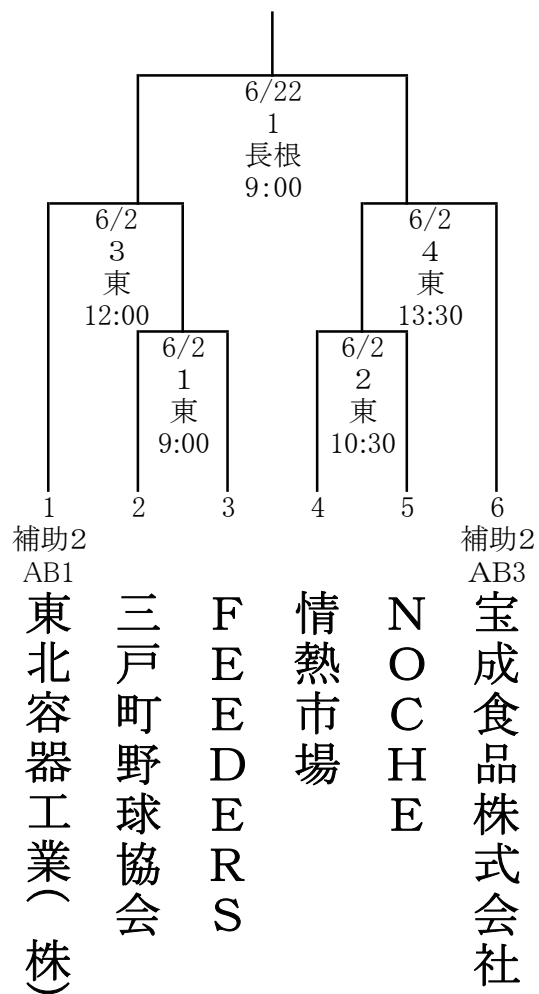 6/22
1
長根
9:00
6/2
3
東
12:00
6/2
4
東
13:30
6/2
1
東
9:00
6/2
2
東
10:30
1
2
3
4
5
6
補助2
AB1
補助2
AB3
東北容器工業(株)
三戸町野球協会
FEEDERS
情熱市場
NOCHE
宝成食品株式会社